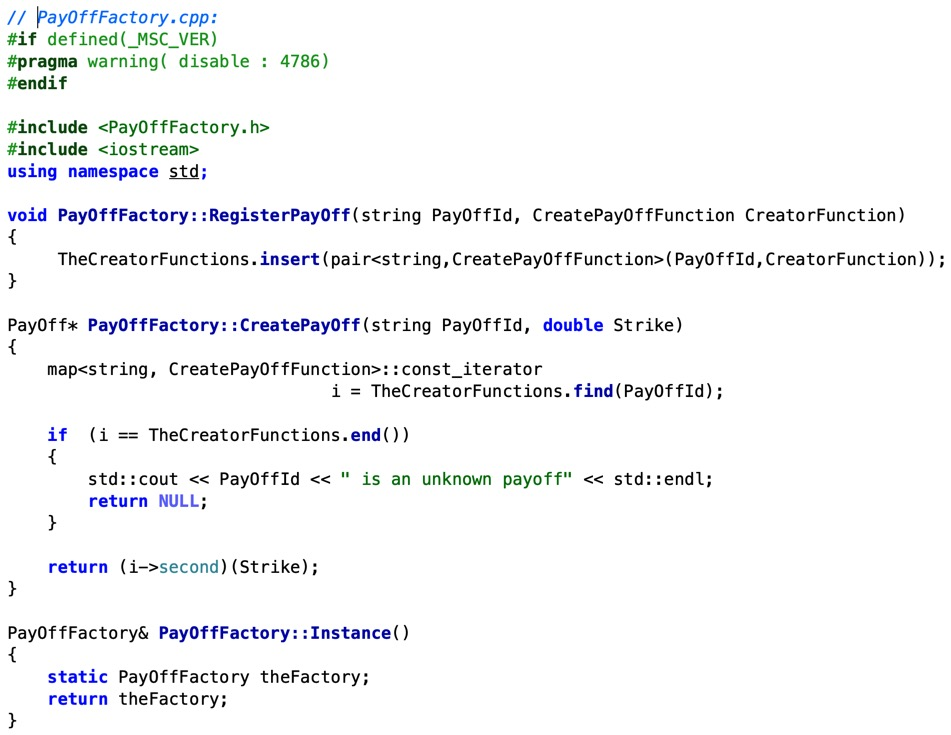 // PayOffFactory.cpp:
#if defined(_MSC_VER)
#pragma warning( disable : 4786)
#endif

#include <PayOffFactory.h>
#include <iostream>
using namespace std;

void PayOffFactory::RegisterPayOff(string PayOffId, CreatePayOffFunction CreatorFunction)
{
     TheCreatorFunctions.insert(pair<string,CreatePayOffFunction>(PayOffId,CreatorFunction));
}

PayOff* PayOffFactory::CreatePayOff(string PayOffId, double Strike)
{
    map<string, CreatePayOffFunction>::const_iterator
                                i = TheCreatorFunctions.find(PayOffId);

    if  (i == TheCreatorFunctions.end())
    {
        std::cout << PayOffId << " is an unknown payoff" << std::endl;
        return NULL;
    }

    return (i->second)(Strike);
}

PayOffFactory& PayOffFactory::Instance()
{
    static PayOffFactory theFactory;
    return theFactory;
}